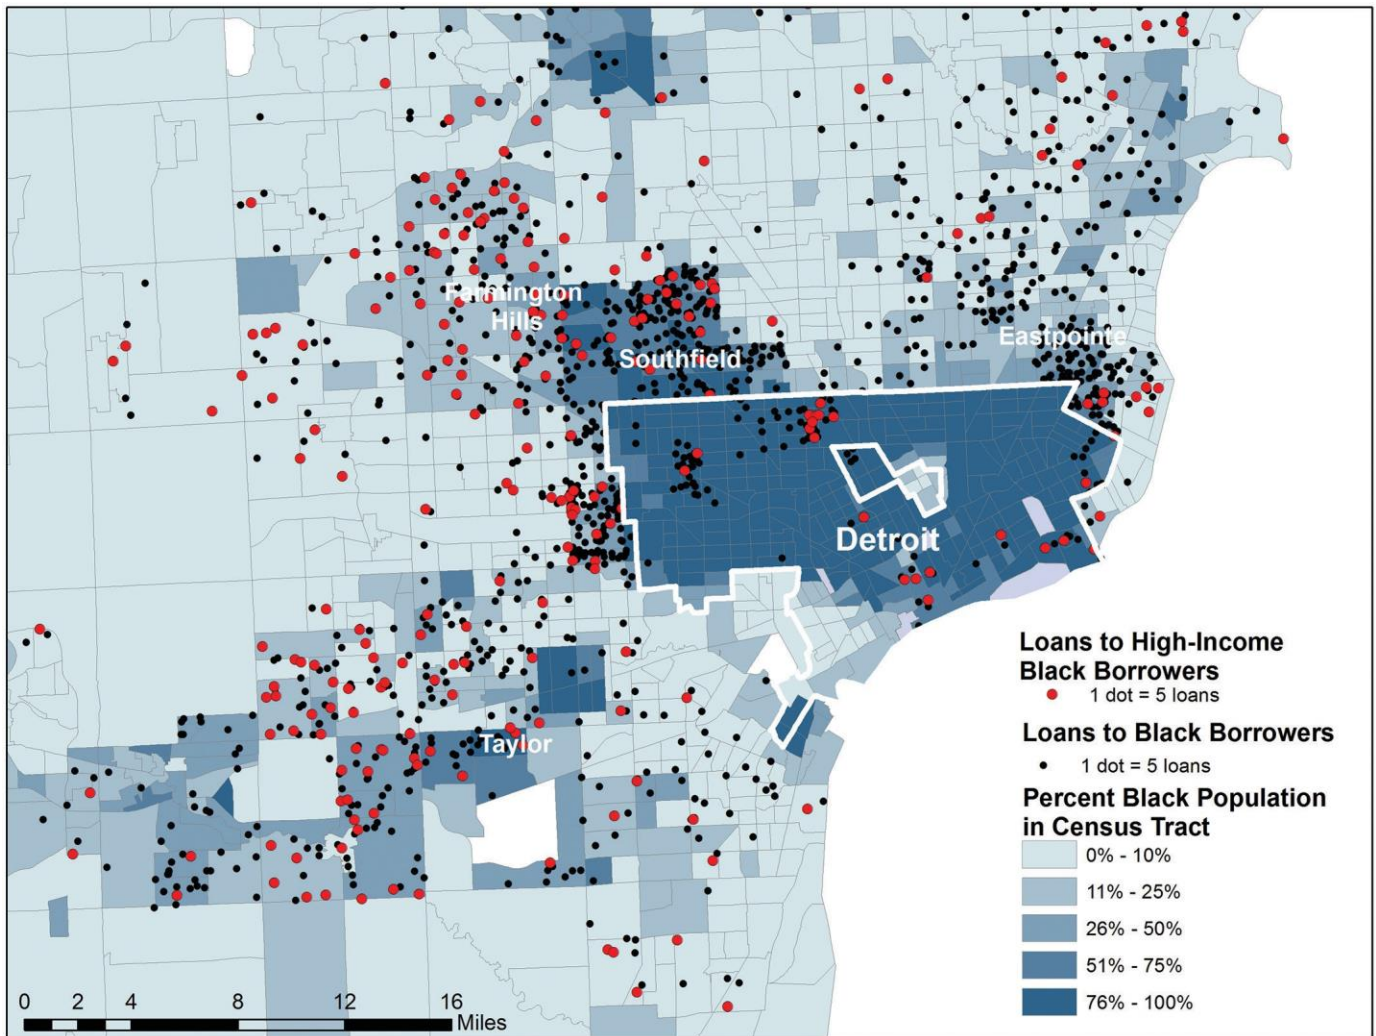 Farmington
Hills
Southfield
Eastpointe
Detroit
Taylor
Loans to High-Income
Black Borrowers
1 dot = 5 loans
Loans to Black Borrowers
1 dot = 5 loans
Percent Black Population
in Census Tract
0% - 10%
11% - 25%
26% - 50%
51% - 75%
76% - 100%
0 2 4 8 12 16
Miles